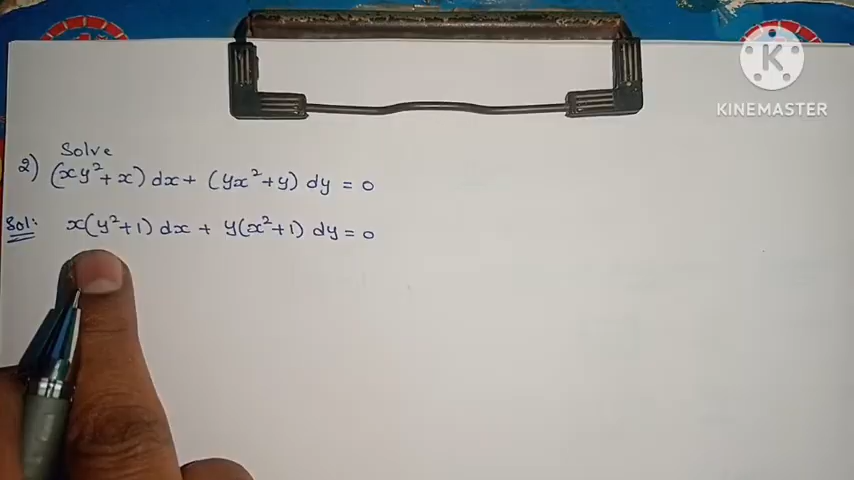 Solve
2) (xy²+x) dx + (yx²+y) dy = 0
Sol: x(y²+1) dx + y(x²+1) dy = 0
KINEMASTER